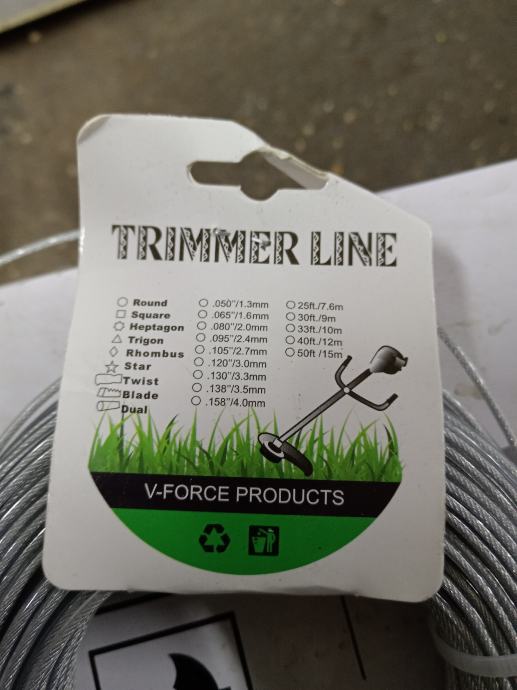 TRIMMER LINE
Round
Square
Heptagon
Trigon
Rhombus
Star
Twist
Blade
Dual
.050"/1.3mm
.065"/1.6mm
.080"/2.0mm
.095"/2.4mm
.105"/2.7mm
.120"/3.0mm
.130"/3.3mm
.138"/3.5mm
.158"/4.0mm
25ft./7.6m
30ft./9m
33ft./10m
40ft./12m
50ft./15m
V-FORCE PRODUCTS